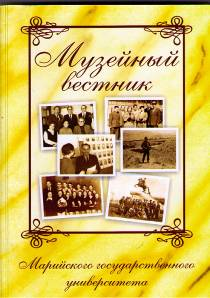 Музейный
вестник
Марийского государственного
университета